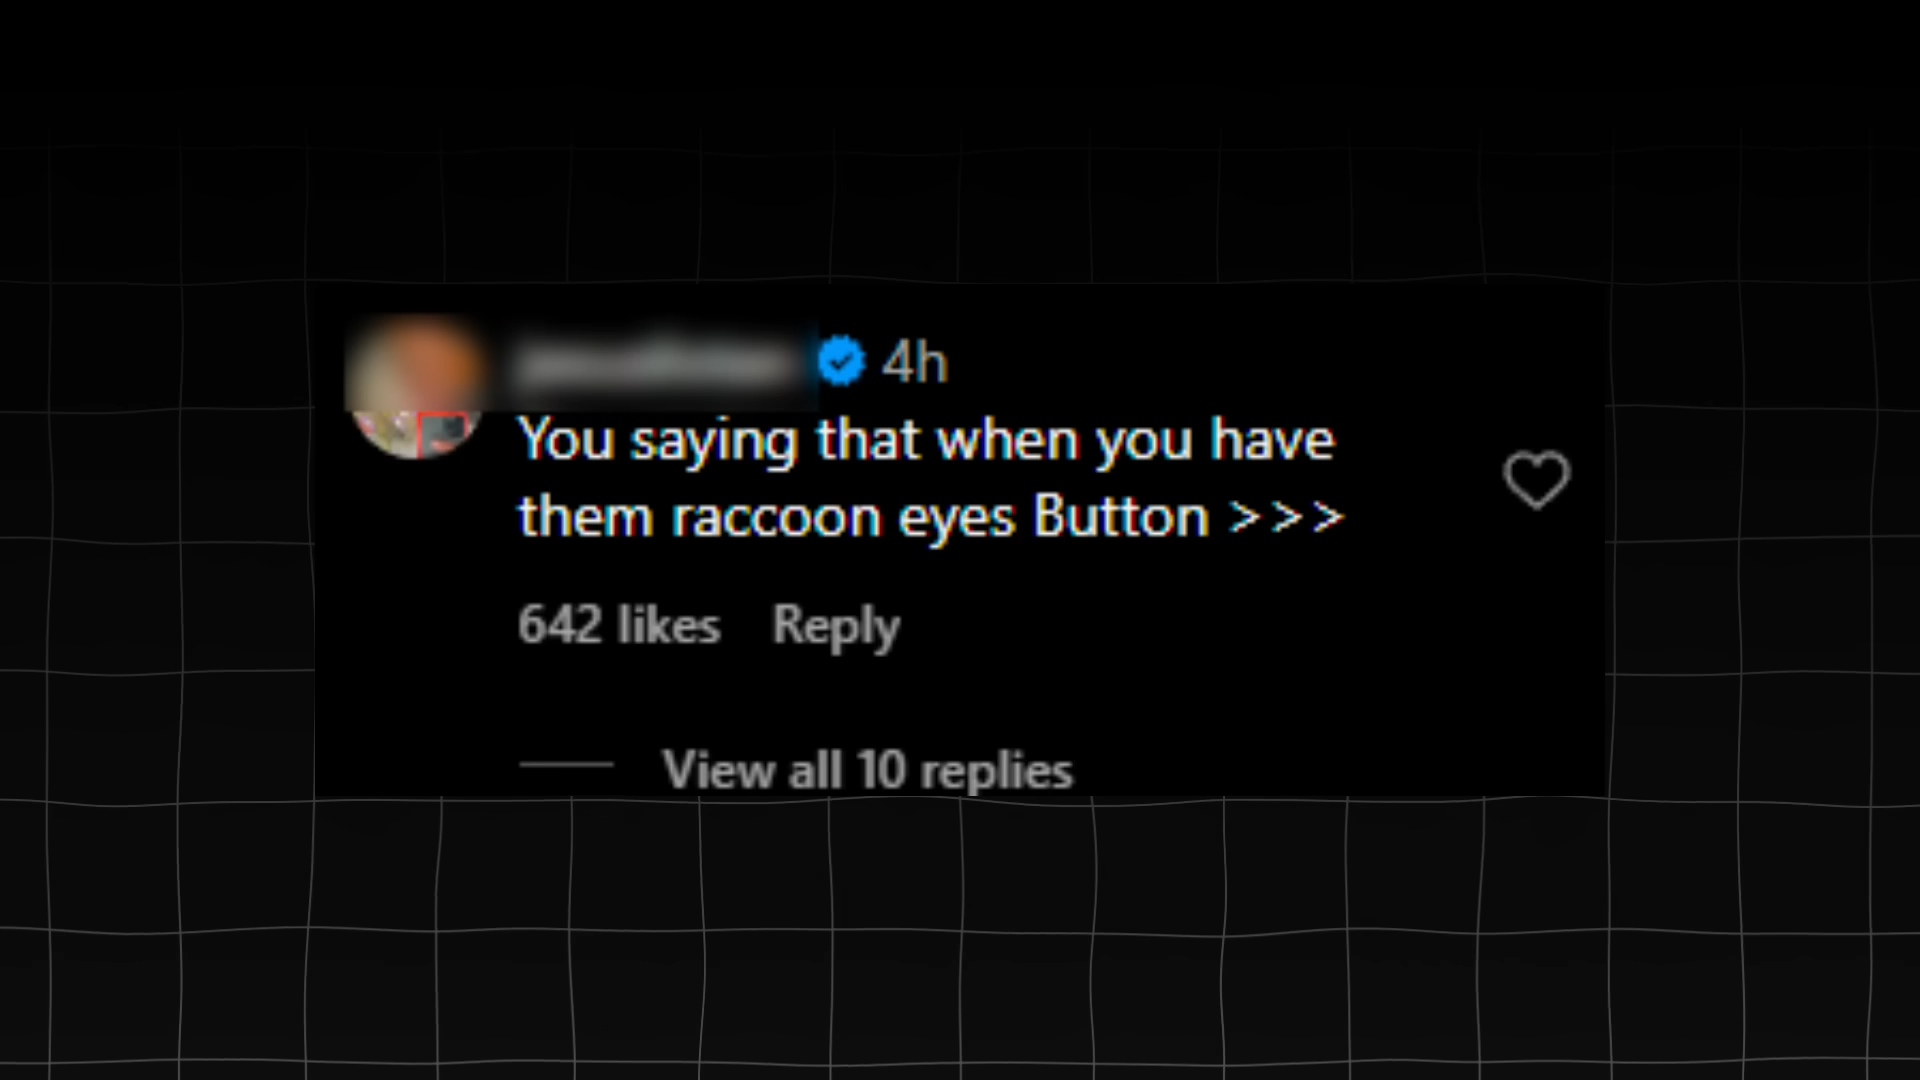 4h
You saying that when you have
them raccoon eyes Button >>>
642 likes Reply
View all 10 replies